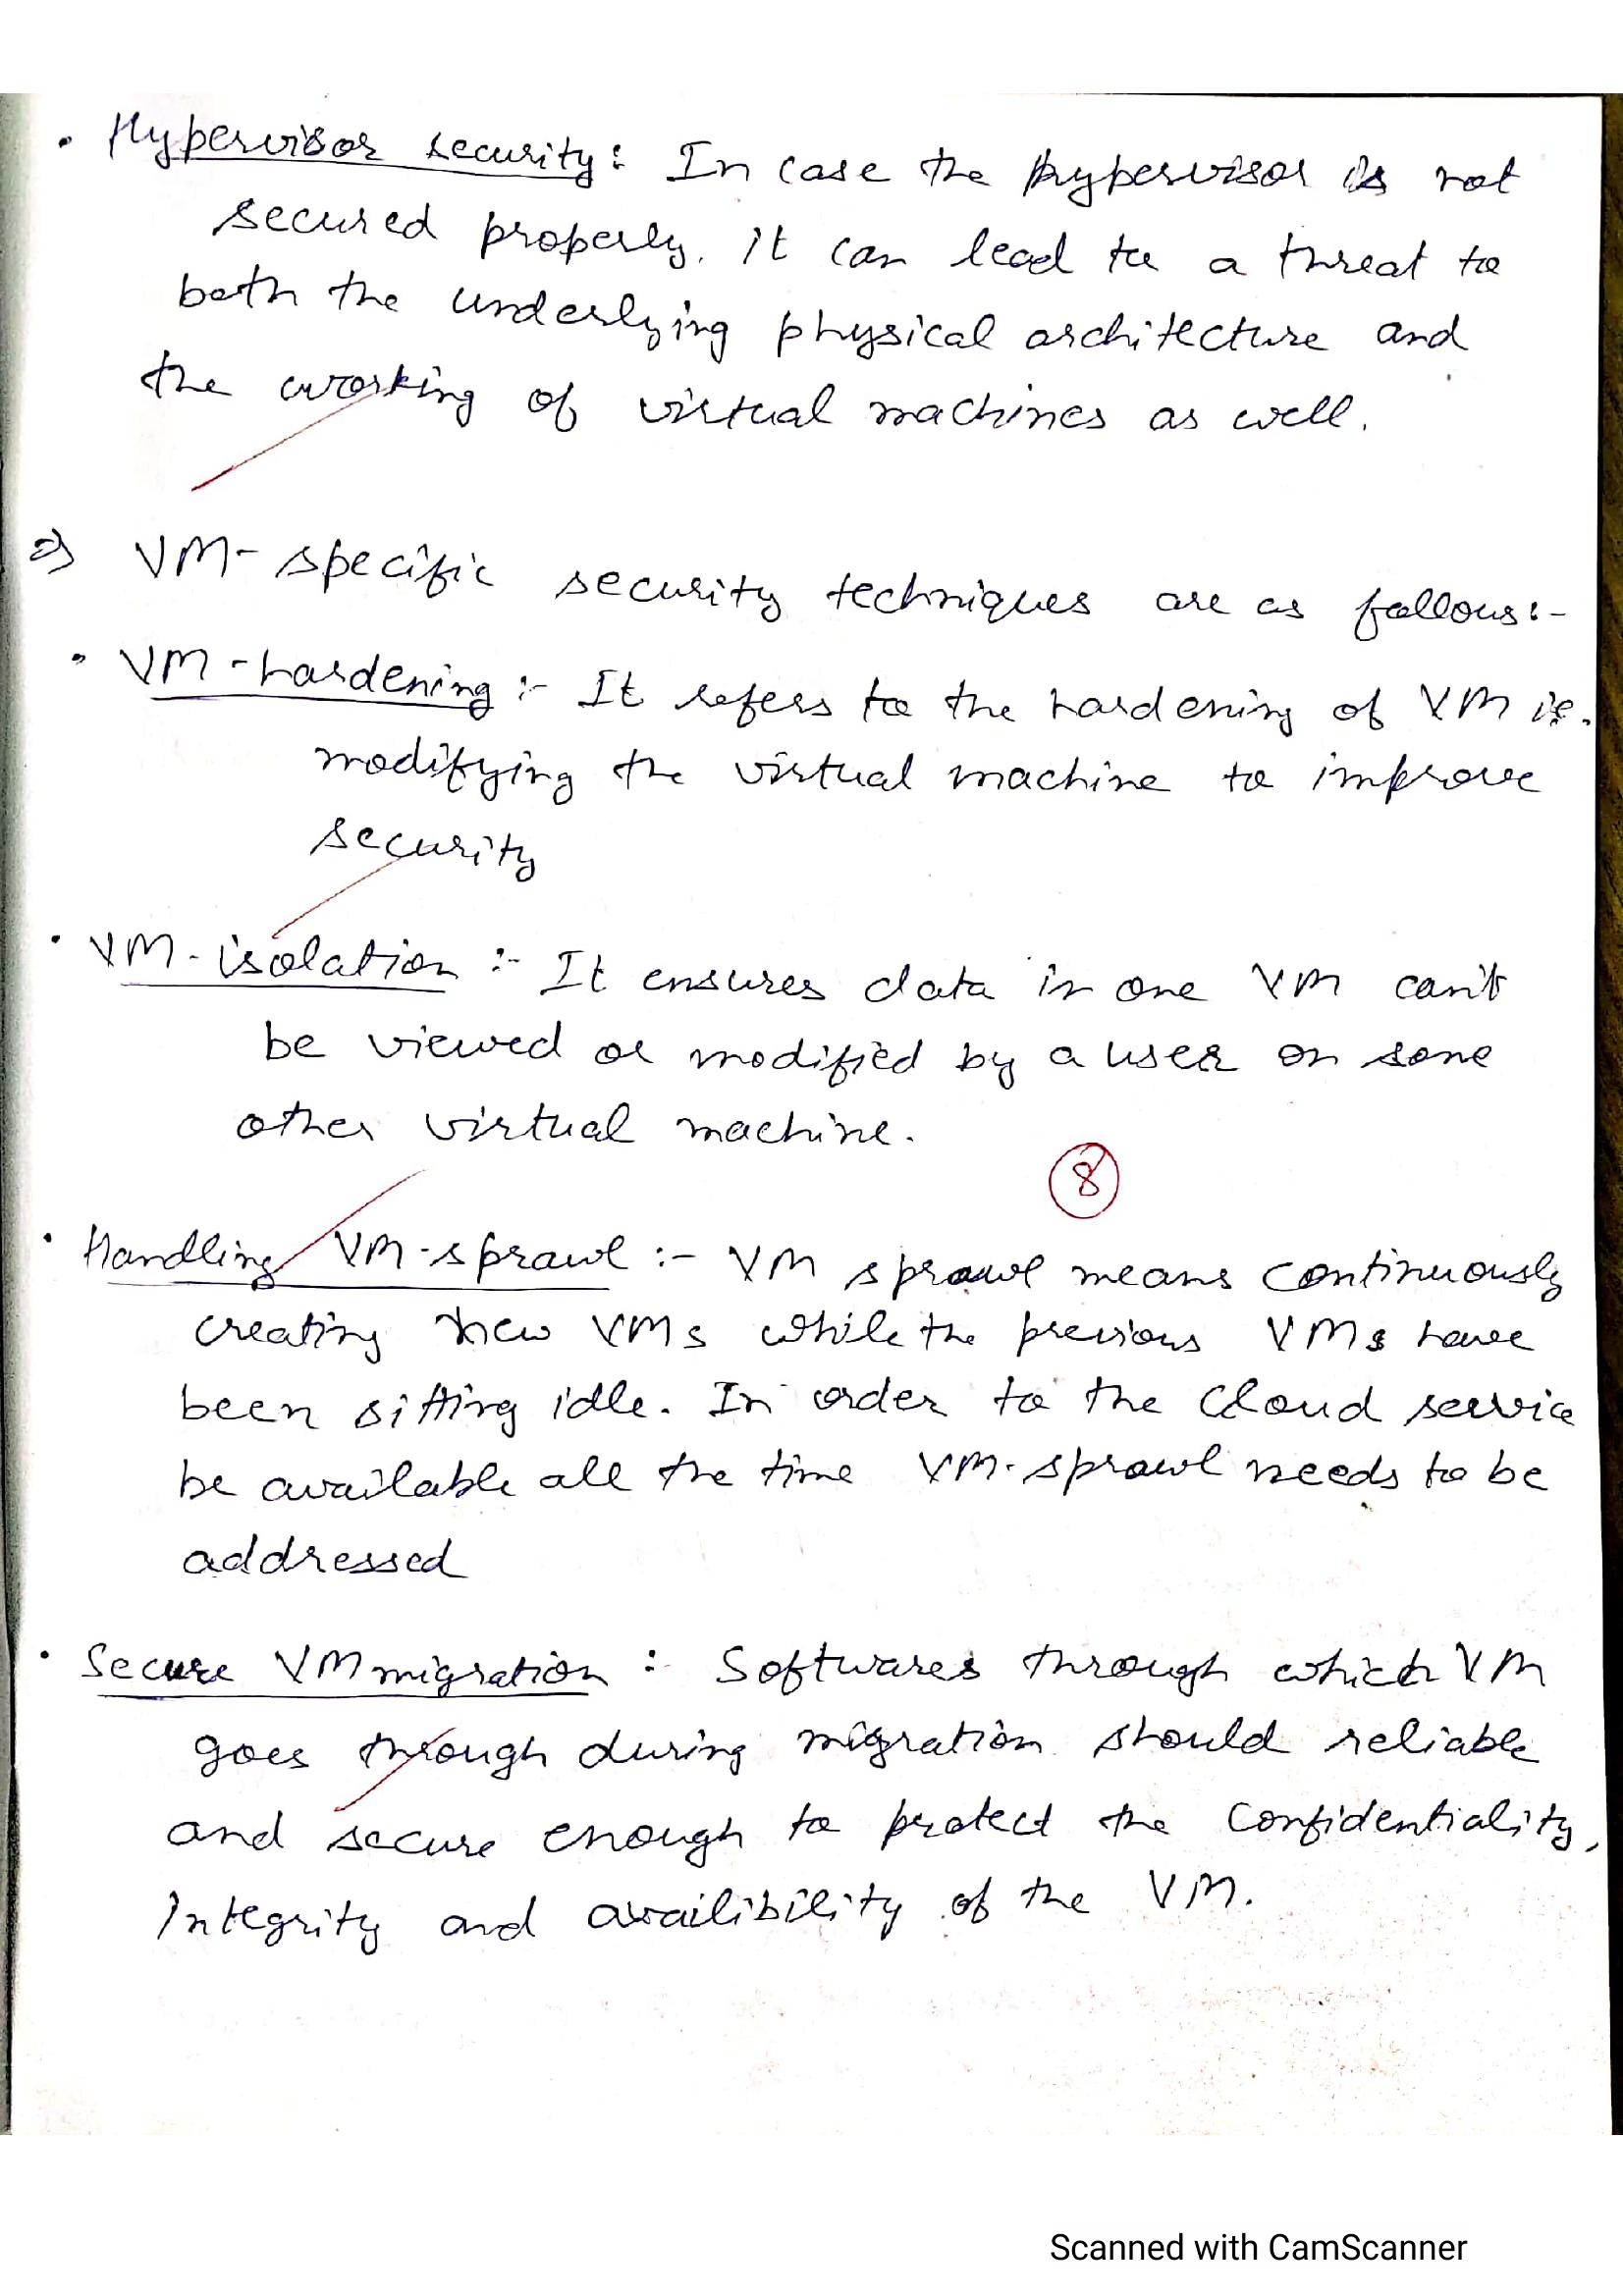 • Hypervisor security: In case the hypervisor is not
secured properly. it can lead to a threat to
both the underlying physical architecture and
the working of virtual machines as well.
⇒ VM-specific security techniques are as follows:-
• VM-hardening :- It refers to the hardening of VM ie.
modifying the virtual machine to improve
security
• VM-isolation :- It ensures data in one VM can't
be viewed or modified by a user on some
other virtual machine.
8
• Handling VM-sprawl :- VM sprawl means continuously
creating new VMs while the previous VMs have
been sitting idle. In order to the Cloud service
be available all the time VM-sprawl needs to be
addressed
• Secure VM migration : Softwares through which VM
goes through during migration should reliable
and secure enough to protect the Confidentiality,
Integrity and availibility of the VM.
Scanned with CamScanner